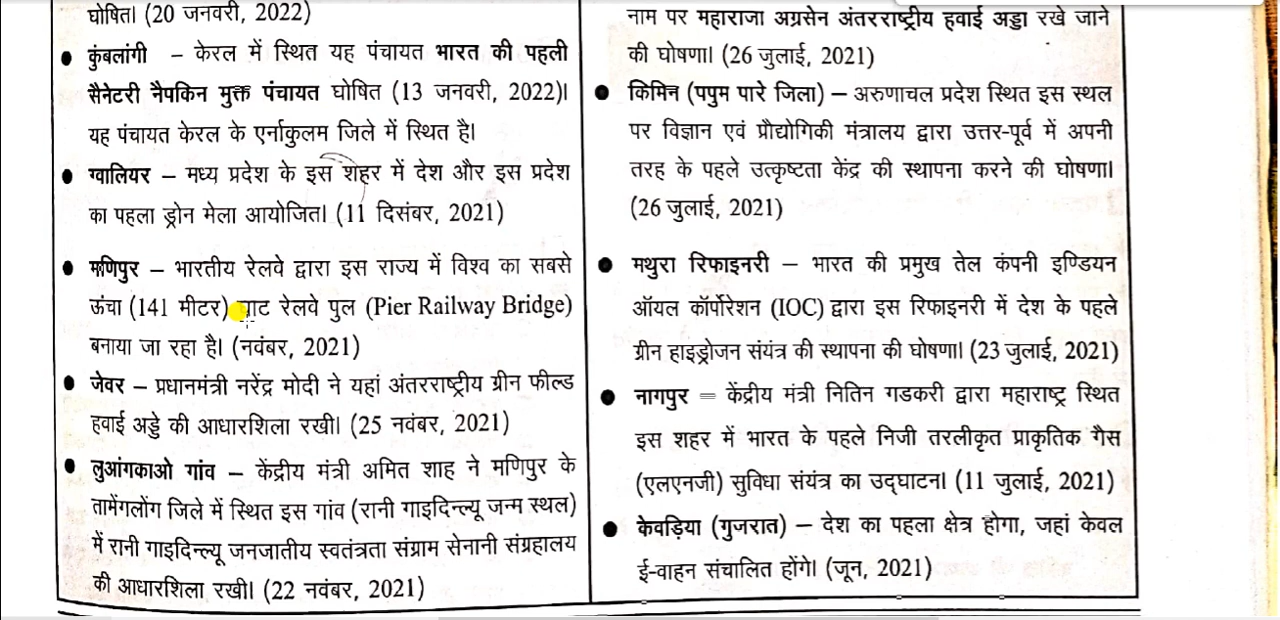 घोषित। (20 जनवरी, 2022)
● कुंबलांगी – केरल में स्थित यह पंचायत भारत की पहली
सैनेटरी नैपकिन मुक्त पंचायत घोषित (13 जनवरी, 2022)।
यह पंचायत केरल के एर्नाकुलम जिले में स्थित है।
● ग्वालियर – मध्य प्रदेश के इस शहर में देश और इस प्रदेश
का पहला ड्रोन मेला आयोजित। (11 दिसंबर, 2021)
● मणिपुर – भारतीय रेलवे द्वारा इस राज्य में विश्व का सबसे
ऊंचा (141 मीटर) घाट रेलवे पुल (Pier Railway Bridge)
बनाया जा रहा है। (नवंबर, 2021)
● जेवर – प्रधानमंत्री नरेंद्र मोदी ने यहां अंतरराष्ट्रीय ग्रीन फील्ड
हवाई अड्डे की आधारशिला रखी। (25 नवंबर, 2021)
● लुआंगकाओ गांव – केंद्रीय मंत्री अमित शाह ने मणिपुर के
तामेंगलोंग जिले में स्थित इस गांव (रानी गाइदिन्ल्यू जन्म स्थल)
में रानी गाइदिन्ल्यू जनजातीय स्वतंत्रता संग्राम सेनानी संग्रहालय
की आधारशिला रखी। (22 नवंबर, 2021)
नाम पर महाराजा अग्रसेन अंतरराष्ट्रीय हवाई अड्डा रखे जाने
की घोषणा। (26 जुलाई, 2021)
● किमिन (पपुम पारे जिला) – अरुणाचल प्रदेश स्थित इस स्थल
पर विज्ञान एवं प्रौद्योगिकी मंत्रालय द्वारा उत्तर-पूर्व में अपनी
तरह के पहले उत्कृष्टता केंद्र की स्थापना करने की घोषणा।
(26 जुलाई, 2021)
● मथुरा रिफाइनरी – भारत की प्रमुख तेल कंपनी इण्डियन
ऑयल कॉर्पोरेशन (IOC) द्वारा इस रिफाइनरी में देश के पहले
ग्रीन हाइड्रोजन संयंत्र की स्थापना की घोषणा। (23 जुलाई, 2021)
● नागपुर – केंद्रीय मंत्री नितिन गडकरी द्वारा महाराष्ट्र स्थित
इस शहर में भारत के पहले निजी तरलीकृत प्राकृतिक गैस
(एलएनजी) सुविधा संयंत्र का उद्घाटन। (11 जुलाई, 2021)
● केवड़िया (गुजरात) – देश का पहला क्षेत्र होगा, जहां केवल
ई-वाहन संचालित होंगे। (जून, 2021)